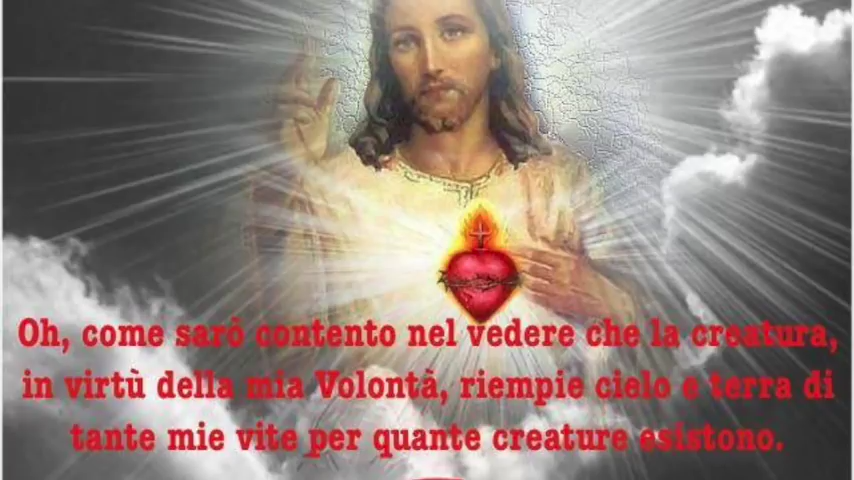 Oh, come sarò contento nel vedere che la creatura,
in virtù della mia Volontà, riempie cielo e terra di
tante mie vite per quante creature esistono.